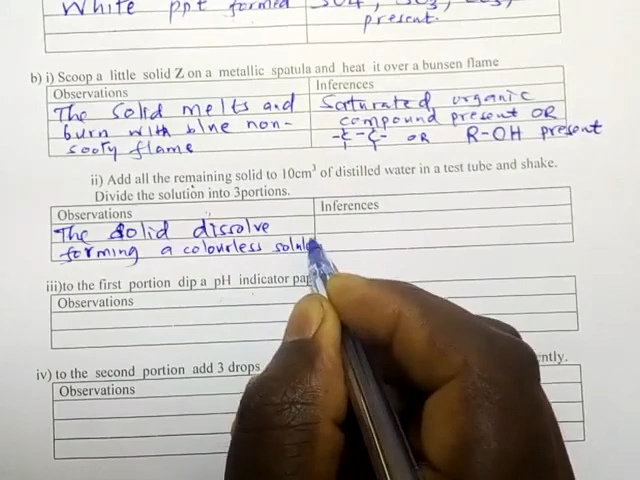 White ppt formed
present.
b) i) Scoop a little solid Z on a metallic spatula and heat it over a bunsen flame
Observations Inferences
The solid melts and burn with blue non-sooty flame
Saturated organic compound present OR
-C-C- OR R-OH present
ii) Add all the remaining solid to 10cm³ of distilled water in a test tube and shake.
Divide the solution into 3portions.
Observations Inferences
The solid dissolve
forming a colourless
iii)to the first portion dip a pH indicator
Observations
iv) to the second portion add 3 drops
Observations